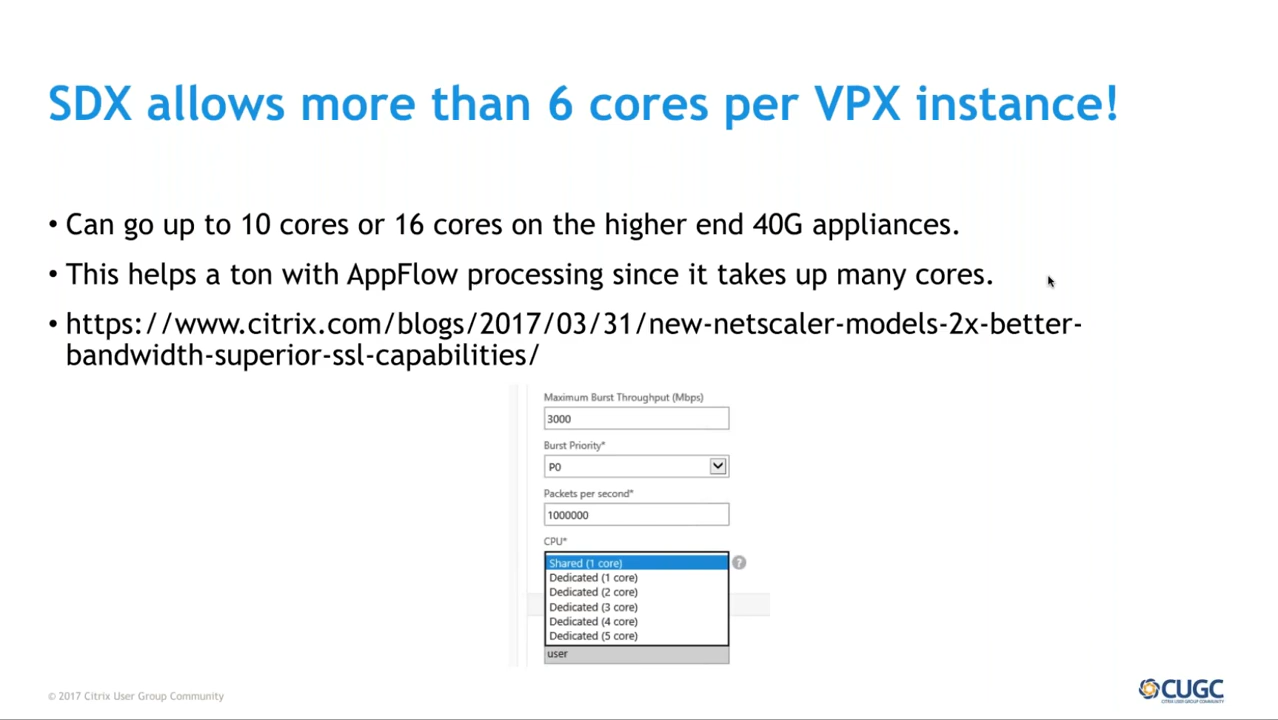 SDX allows more than 6 cores per VPX instance!
• Can go up to 10 cores or 16 cores on the higher end 40G appliances.
• This helps a ton with AppFlow processing since it takes up many cores.
• https://www.citrix.com/blogs/2017/03/31/new-netscaler-models-2x-better-
bandwidth-superior-ssl-capabilities/
Maximum Burst Throughput (Mbps)
3000
Burst Priority*
P0
Packets per second*
1000000
CPU*
Shared (1 core)
?
Dedicated (1 core)
Dedicated (2 core)
Dedicated (3 core)
Dedicated (4 core)
Dedicated (5 core)
user
© 2017 Citrix User Group Community
CUGC
CITRIX USER GROUP COMMUNITY